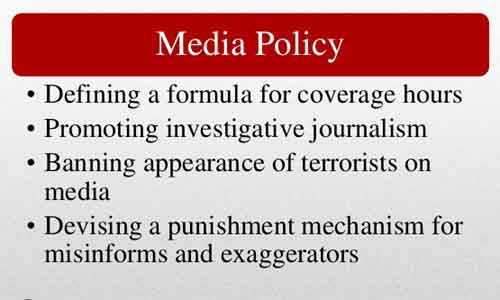 Media Policy
• Defining a formula for coverage hours
• Promoting investigative journalism
• Banning appearance of terrorists on
media
• Devising a punishment mechanism for
misinforms and exaggerators